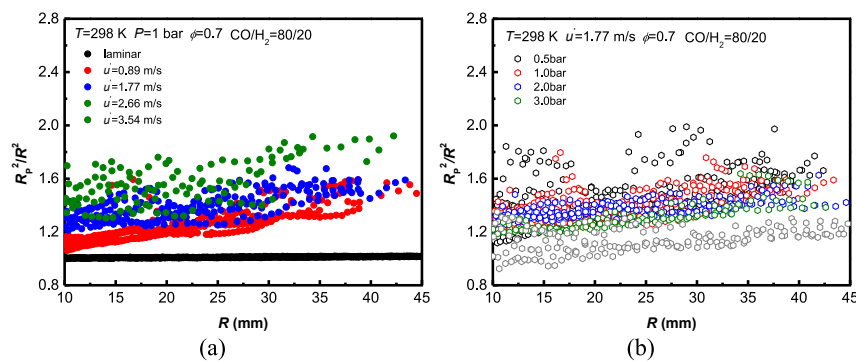 T=298 K P=1 bar ϕ=0.7 CO/H2=80/20
laminar
u'=0.89 m/s
u'=1.77 m/s
u'=2.66 m/s
u'=3.54 m/s
2.8
2.4
2.0
1.6
1.2
0.8
RP2/R2
10 15 20 25 30 35 40 45
R (mm)
(a)
T=298 K u'=1.77 m/s ϕ=0.7 CO/H2=80/20
0.5bar
1.0bar
2.0bar
3.0bar
2.8
2.4
2.0
1.6
1.2
0.8
RP2/R2
10 15 20 25 30 35 40 45
R (mm)
(b)